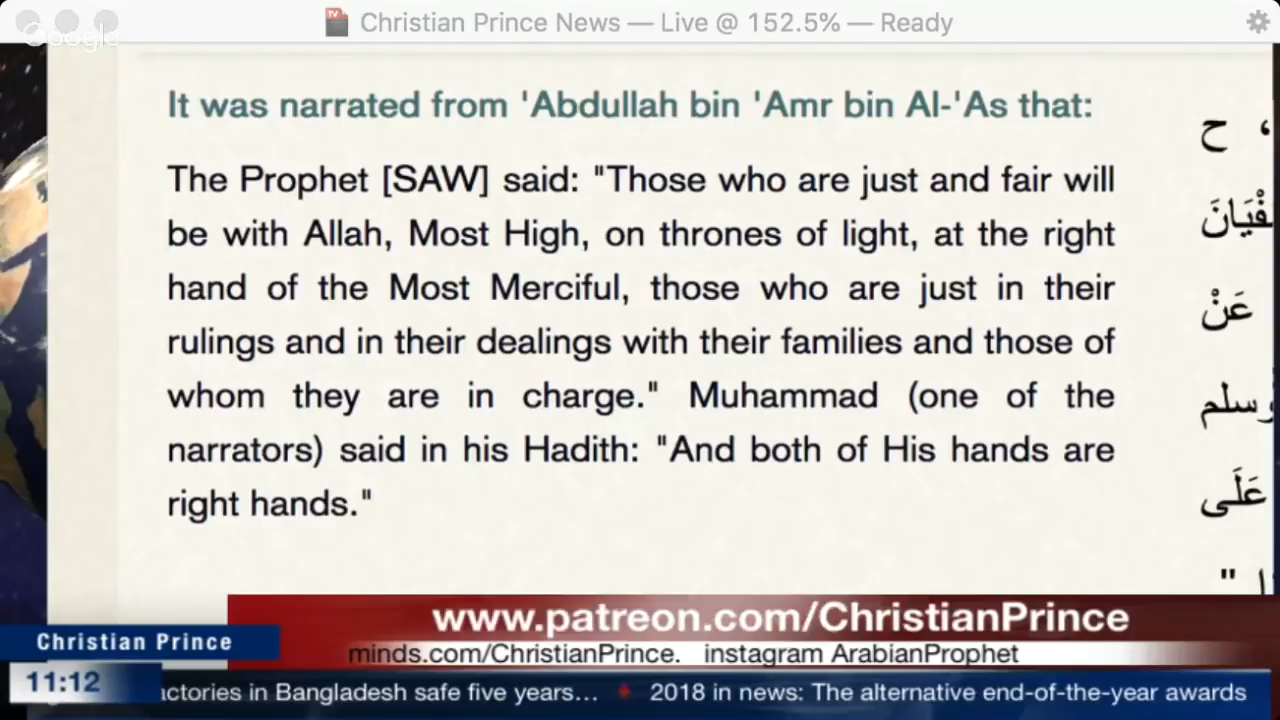 Christian Prince News — Live @ 152.5% — Ready
Google
It was narrated from 'Abdullah bin 'Amr bin Al-'As that:
The Prophet [SAW] said: "Those who are just and fair will
be with Allah, Most High, on thrones of light, at the right
hand of the Most Merciful, those who are just in their
rulings and in their dealings with their families and those of
whom they are in charge." Muhammad (one of the
narrators) said in his Hadith: "And both of His hands are
right hands."
، ح
عَنْ
وسلم
عَلَى
www.patreon.com/ChristianPrince
Christian Prince
minds.com/ChristianPrince. instagram ArabianProphet
11:12
actories in Bangladesh safe five years... ♦ 2018 in news: The alternative end-of-the-year awards